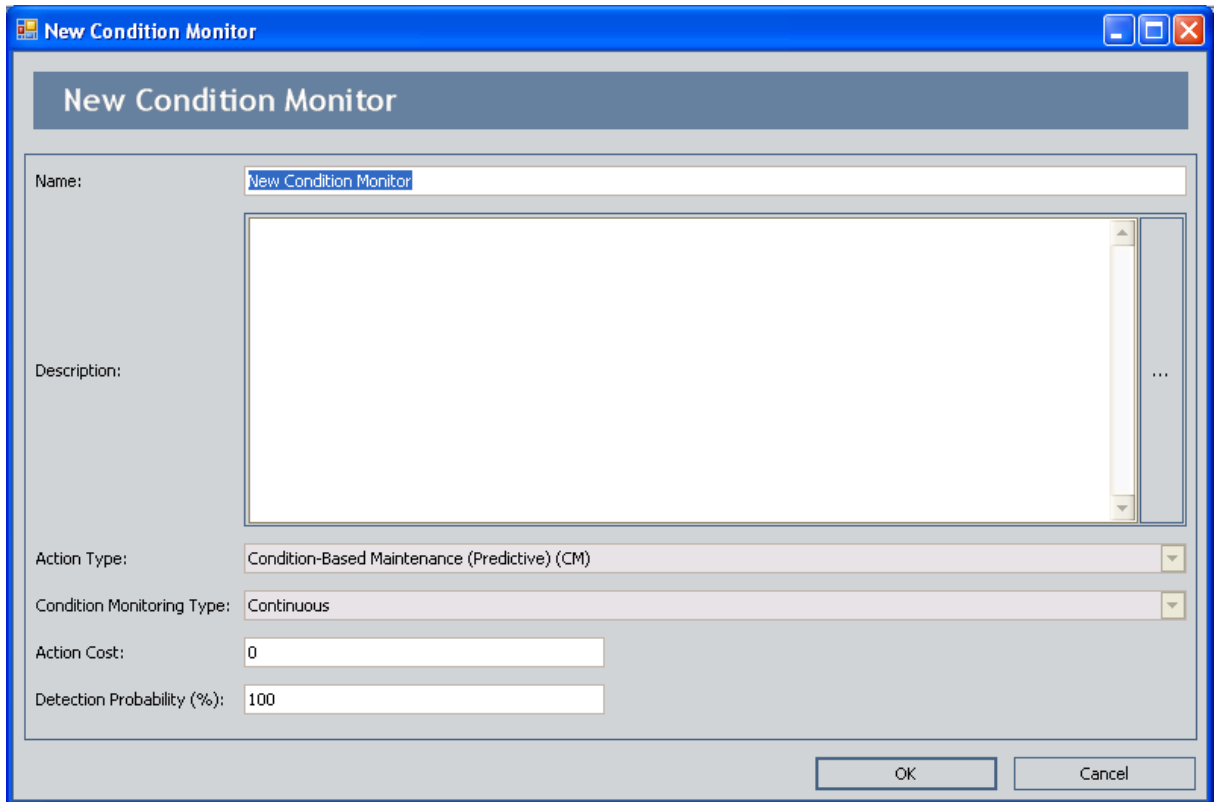 New Condition Monitor
New Condition Monitor
Name: New Condition Monitor
Description: ...
Action Type: Condition-Based Maintenance (Predictive) (CM)
Condition Monitoring Type: Continuous
Action Cost: 0
Detection Probability (%): 100
OK Cancel